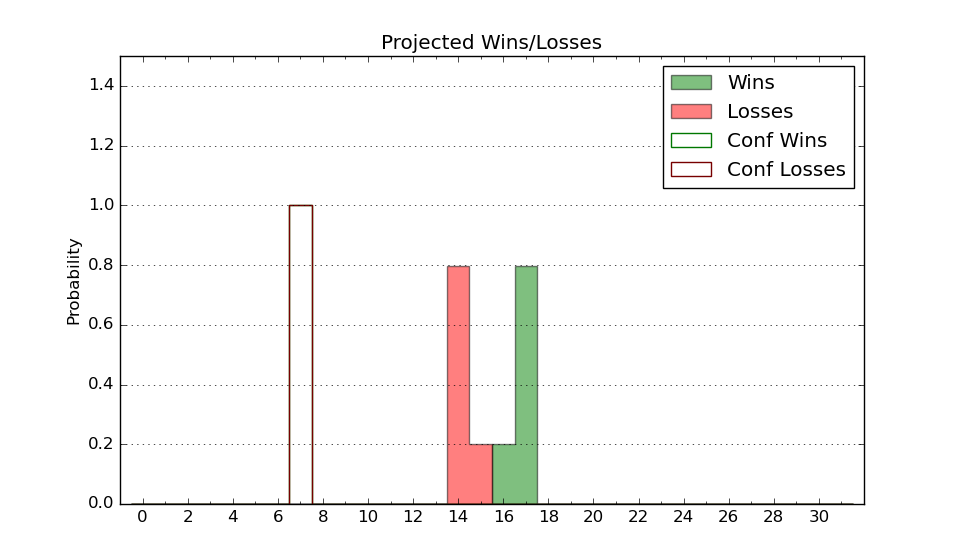 Projected Wins/Losses
Wins
Losses
Conf Wins
Conf Losses
Probability
1.4
1.2
1.0
0.8
0.6
0.4
0.2
0.0
0 2 4 6 8 10 12 14 16 18 20 22 24 26 28 30